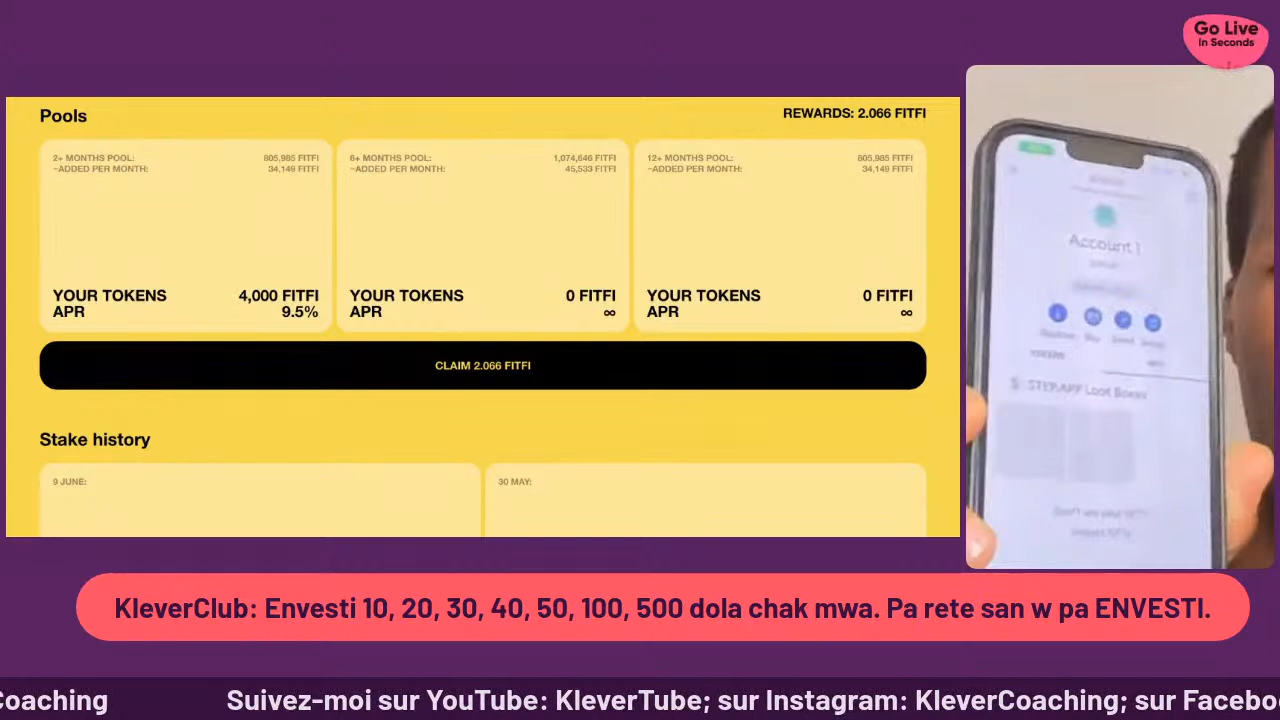 Go Live
in Seconds
Pools
REWARDS: 2.066 FITFI
2+ MONTHS POOL: 805,985 FITFI
~ADDED PER MONTH: 34,149 FITFI
YOUR TOKENS 4,000 FITFI
APR 9.5%
6+ MONTHS POOL: 1,074,646 FITFI
~ADDED PER MONTH: 45,533 FITFI
YOUR TOKENS 0 FITFI
APR ∞
12+ MONTHS POOL: 805,985 FITFI
~ADDED PER MONTH: 34,149 FITFI
YOUR TOKENS 0 FITFI
APR ∞
CLAIM 2.066 FITFI
Stake history
9 JUNE:
30 MAY:
Account 1
STEP.APP Loot Boxes
KleverClub: Envesti 10, 20, 30, 40, 50, 100, 500 dola chak mwa. Pa rete san w pa ENVESTI.
Coaching Suivez-moi sur YouTube: KleverTube; sur Instagram: KleverCoaching; sur Facebo